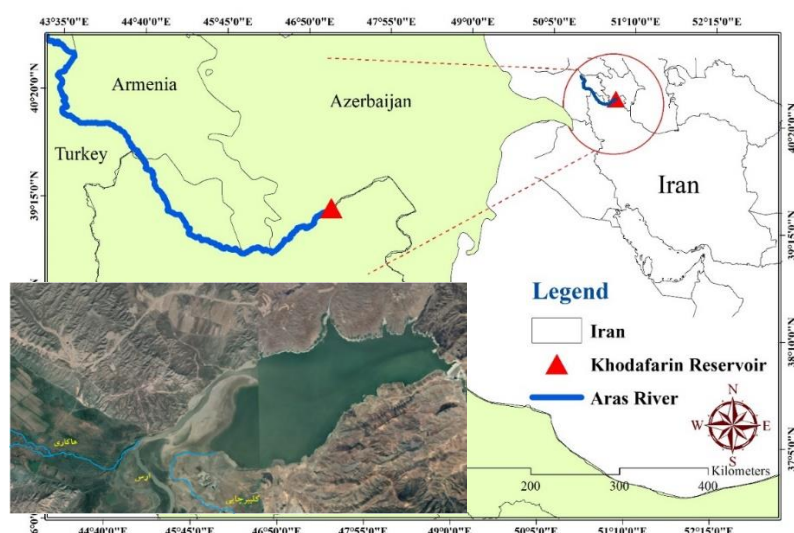 43°35'0"E 44°40'0"E 45°45'0"E 46°50'0"E 47°55'0"E 49°0'0"E 50°5'0"E 51°10'0"E 52°15'0"E
40°20'0"N
39°15'0"N
Armenia
Azerbaijan
Turkey
Iran
Legend
Iran
Khodafarin Reservoir
Aras River
N
W E
S
Kilometers
200 300 400
هاکاری
ارس
کلیبرچایی
44°40'0"E 45°45'0"E 46°50'0"E 47°55'0"E 49°0'0"E 50°5'0"E 51°10'0"E 52°15'0"E